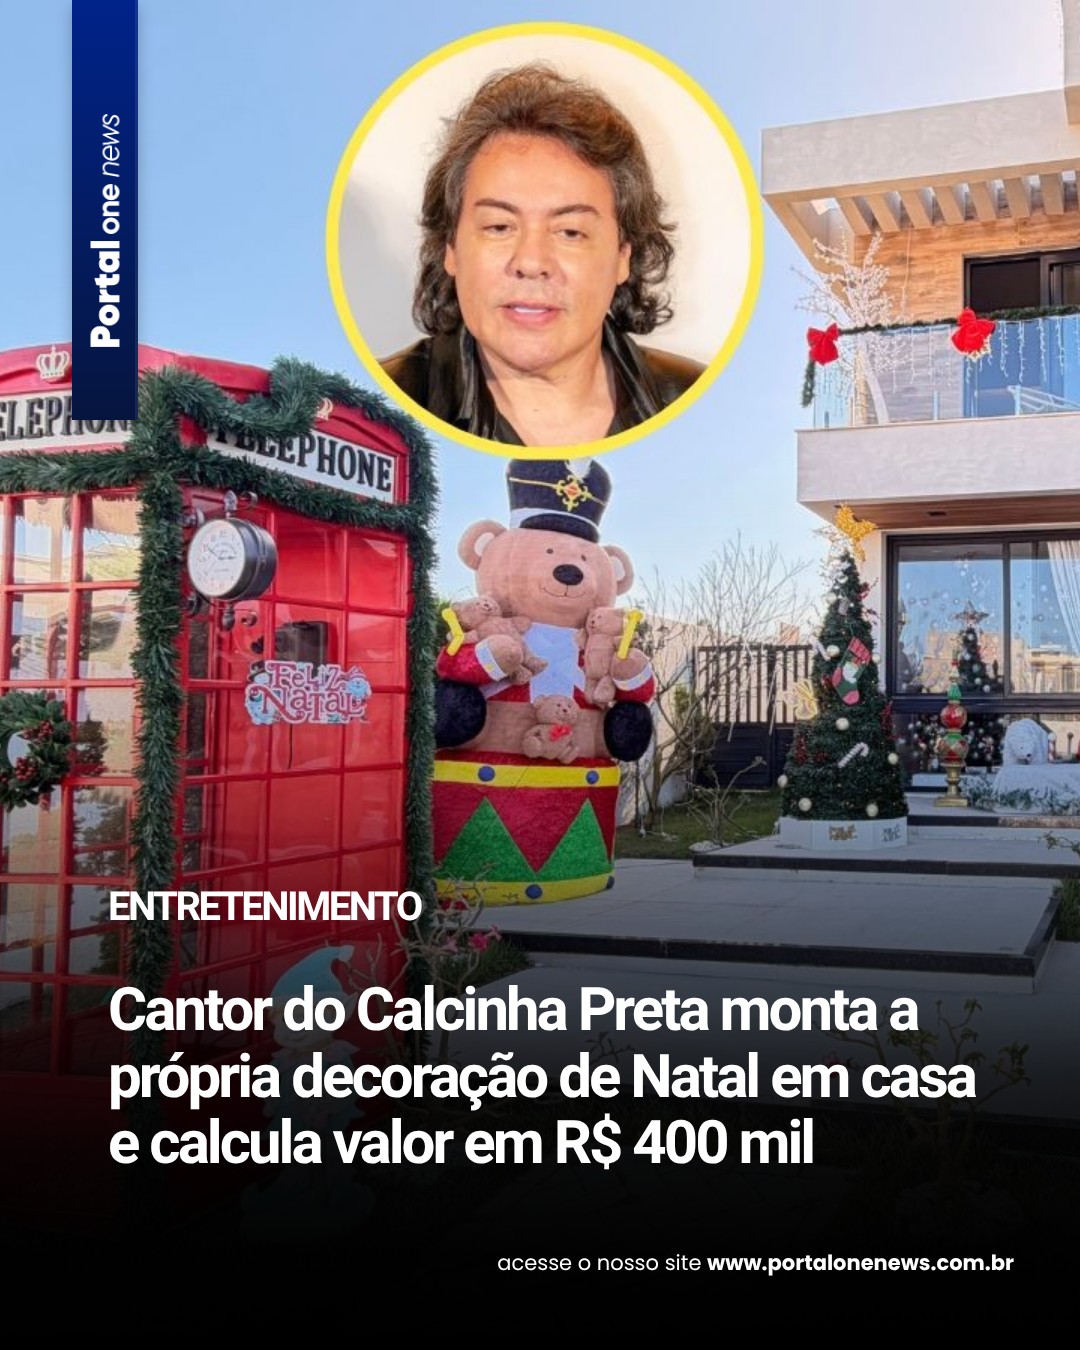 Portal one news
ELEPHON
TELEPHONE
Feliz
Natal
ENTRETENIMENTO
Cantor do Calcinha Preta monta a
própria decoração de Natal em casa
e calcula valor em R$ 400 mil
acesse o nosso site www.portalonenews.com.br